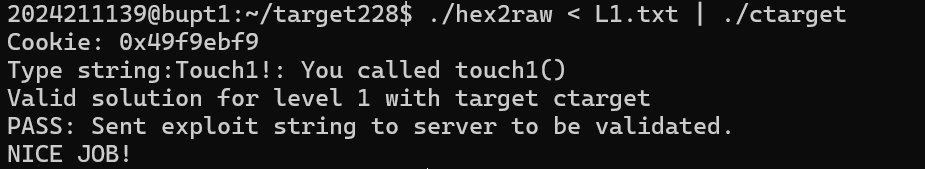 2024211139@bupt1:~/target228$ ./hex2raw < L1.txt | ./ctarget
Cookie: 0x49f9ebf9
Type string:Touch1!: You called touch1()
Valid solution for level 1 with target ctarget
PASS: Sent exploit string to server to be validated.
NICE JOB!